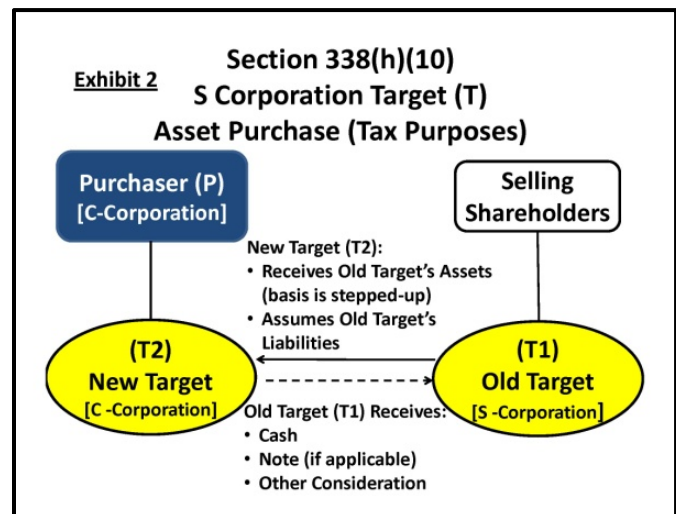 Exhibit 2
Section 338(h)(10)
S Corporation Target (T)
Asset Purchase (Tax Purposes)
Purchaser (P)
[C-Corporation]
Selling
Shareholders
New Target (T2):
• Receives Old Target's Assets
(basis is stepped-up)
• Assumes Old Target's
Liabilities
(T2)
New Target
[C -Corporation]
(T1)
Old Target
[S -Corporation]
Old Target (T1) Receives:
• Cash
• Note (if applicable)
• Other Consideration